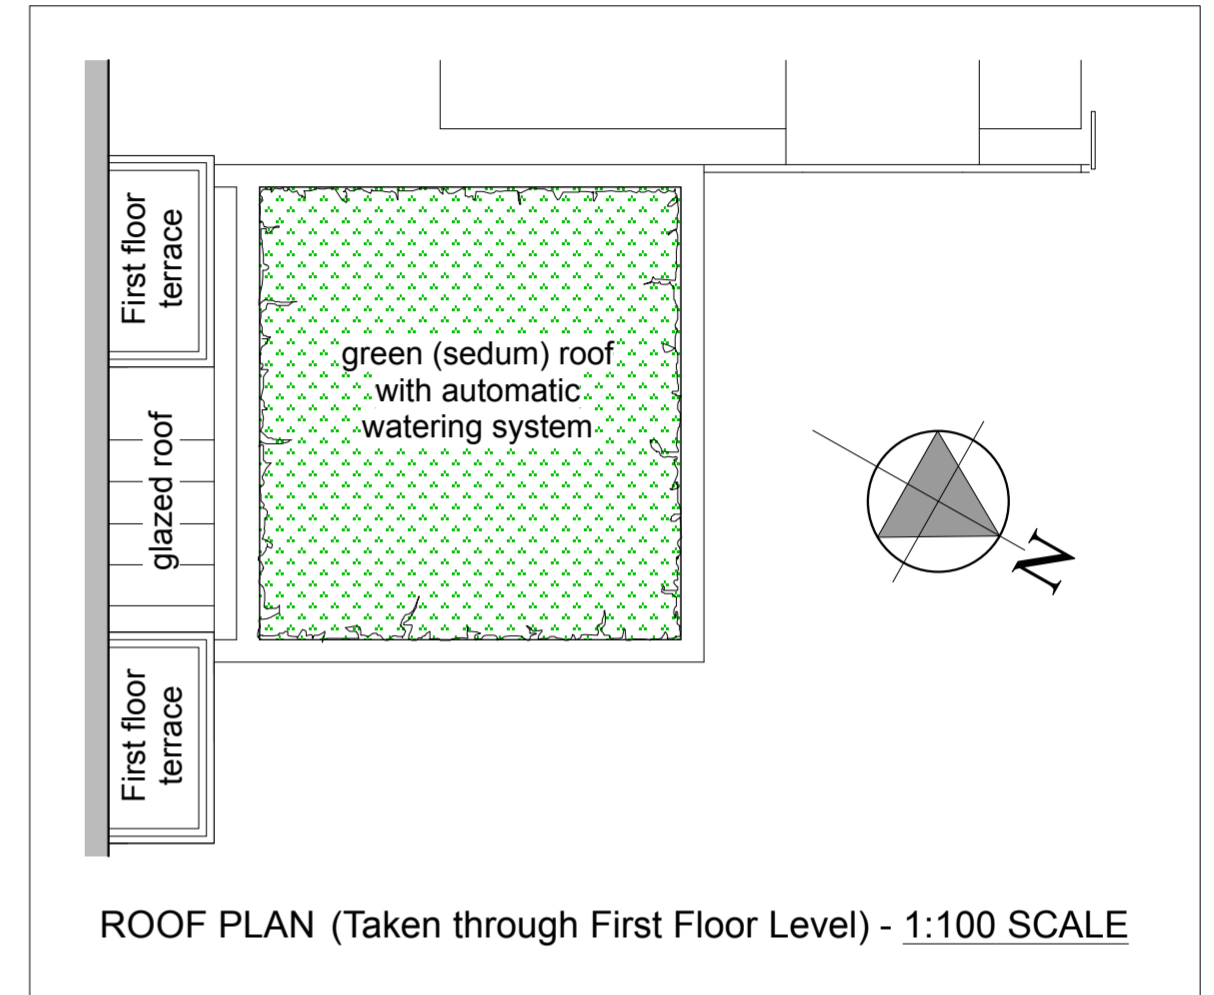 First floor
terrace
green (sedum) roof
with automatic
watering system
glazed roof
N
First floor
terrace
ROOF PLAN (Taken through First Floor Level) - 1:100 SCALE